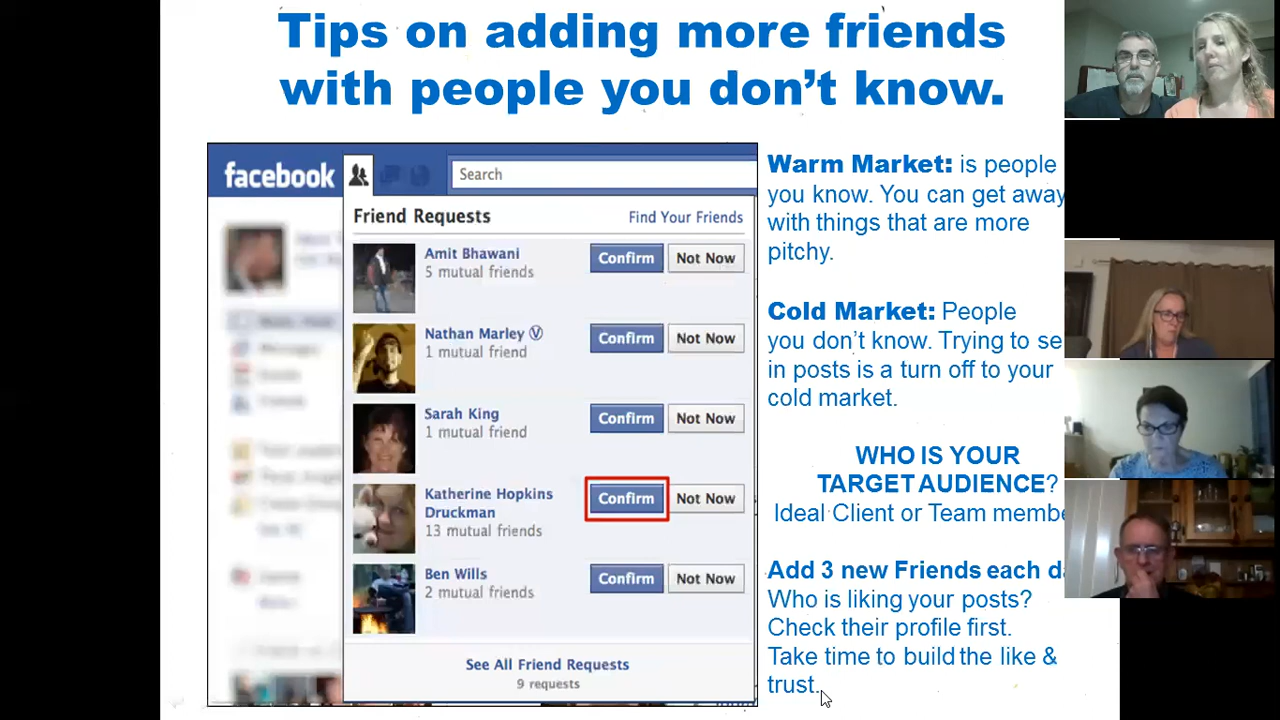 Tips on adding more friends
with people you don't know.
facebook
Search
Friend Requests
Find Your Friends
Amit Bhawani
5 mutual friends
Confirm
Not Now
Nathan Marley Ⓥ
1 mutual friend
Confirm
Not Now
Sarah King
1 mutual friend
Confirm
Not Now
Katherine Hopkins
Druckman
13 mutual friends
Confirm
Not Now
Ben Wills
2 mutual friends
Confirm
Not Now
See All Friend Requests
9 requests
Warm Market: is people
you know. You can get away
with things that are more
pitchy.
Cold Market: People
you don't know. Trying to se
in posts is a turn off to your
cold market.
WHO IS YOUR
TARGET AUDIENCE?
Ideal Client or Team membe
Add 3 new Friends each d
Who is liking your posts?
Check their profile first.
Take time to build the like &
trust.